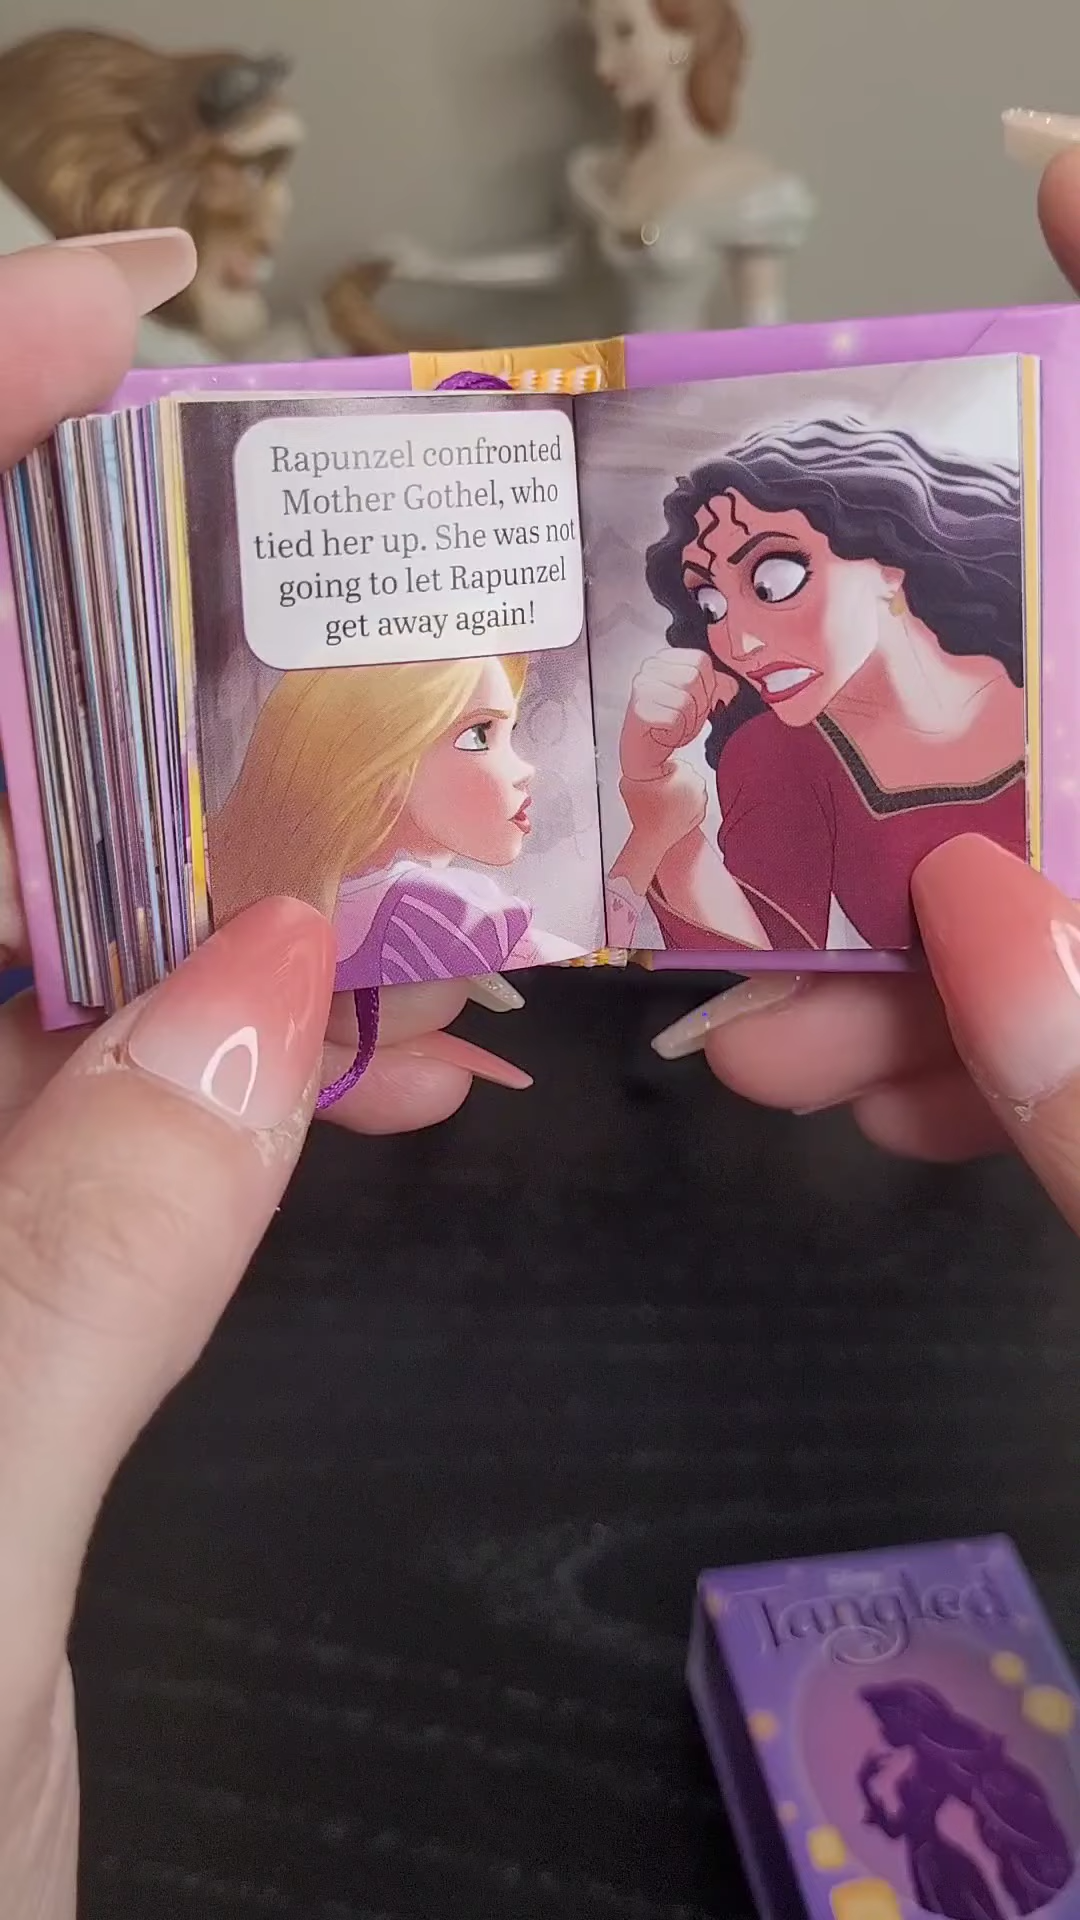 Rapunzel confronted
Mother Gothel, who
tied her up. She was not
going to let Rapunzel
get away again!
Tangled